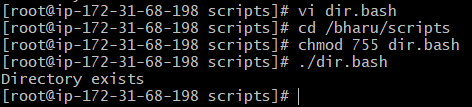 [root@ip-172-31-68-198 scripts]# vi dir.bash
[root@ip-172-31-68-198 scripts]# cd /bharu/scripts
[root@ip-172-31-68-198 scripts]# chmod 755 dir.bash
[root@ip-172-31-68-198 scripts]# ./dir.bash
Directory exists
[root@ip-172-31-68-198 scripts]#